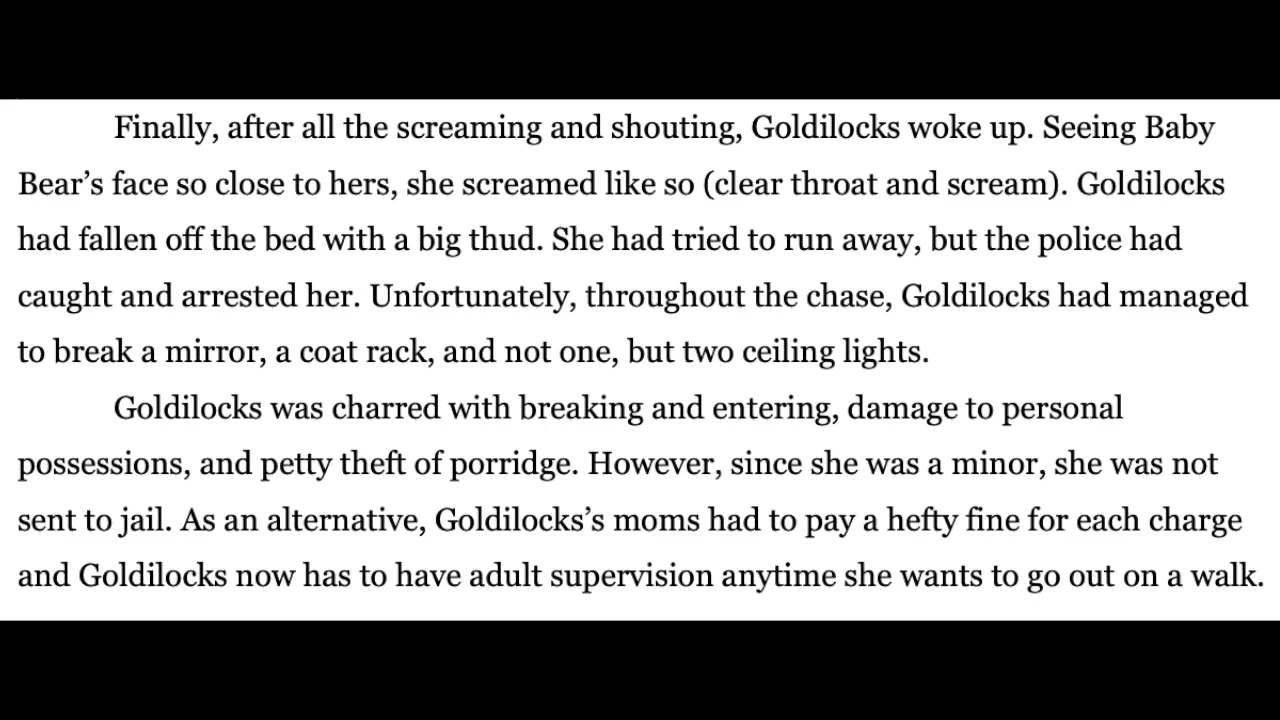 Finally, after all the screaming and shouting, Goldilocks woke up. Seeing Baby
Bear’s face so close to hers, she screamed like so (clear throat and scream). Goldilocks
had fallen off the bed with a big thud. She had tried to run away, but the police had
caught and arrested her. Unfortunately, throughout the chase, Goldilocks had managed
to break a mirror, a coat rack, and not one, but two ceiling lights.
Goldilocks was charred with breaking and entering, damage to personal
possessions, and petty theft of porridge. However, since she was a minor, she was not
sent to jail. As an alternative, Goldilocks’s moms had to pay a hefty fine for each charge
and Goldilocks now has to have adult supervision anytime she wants to go out on a walk.